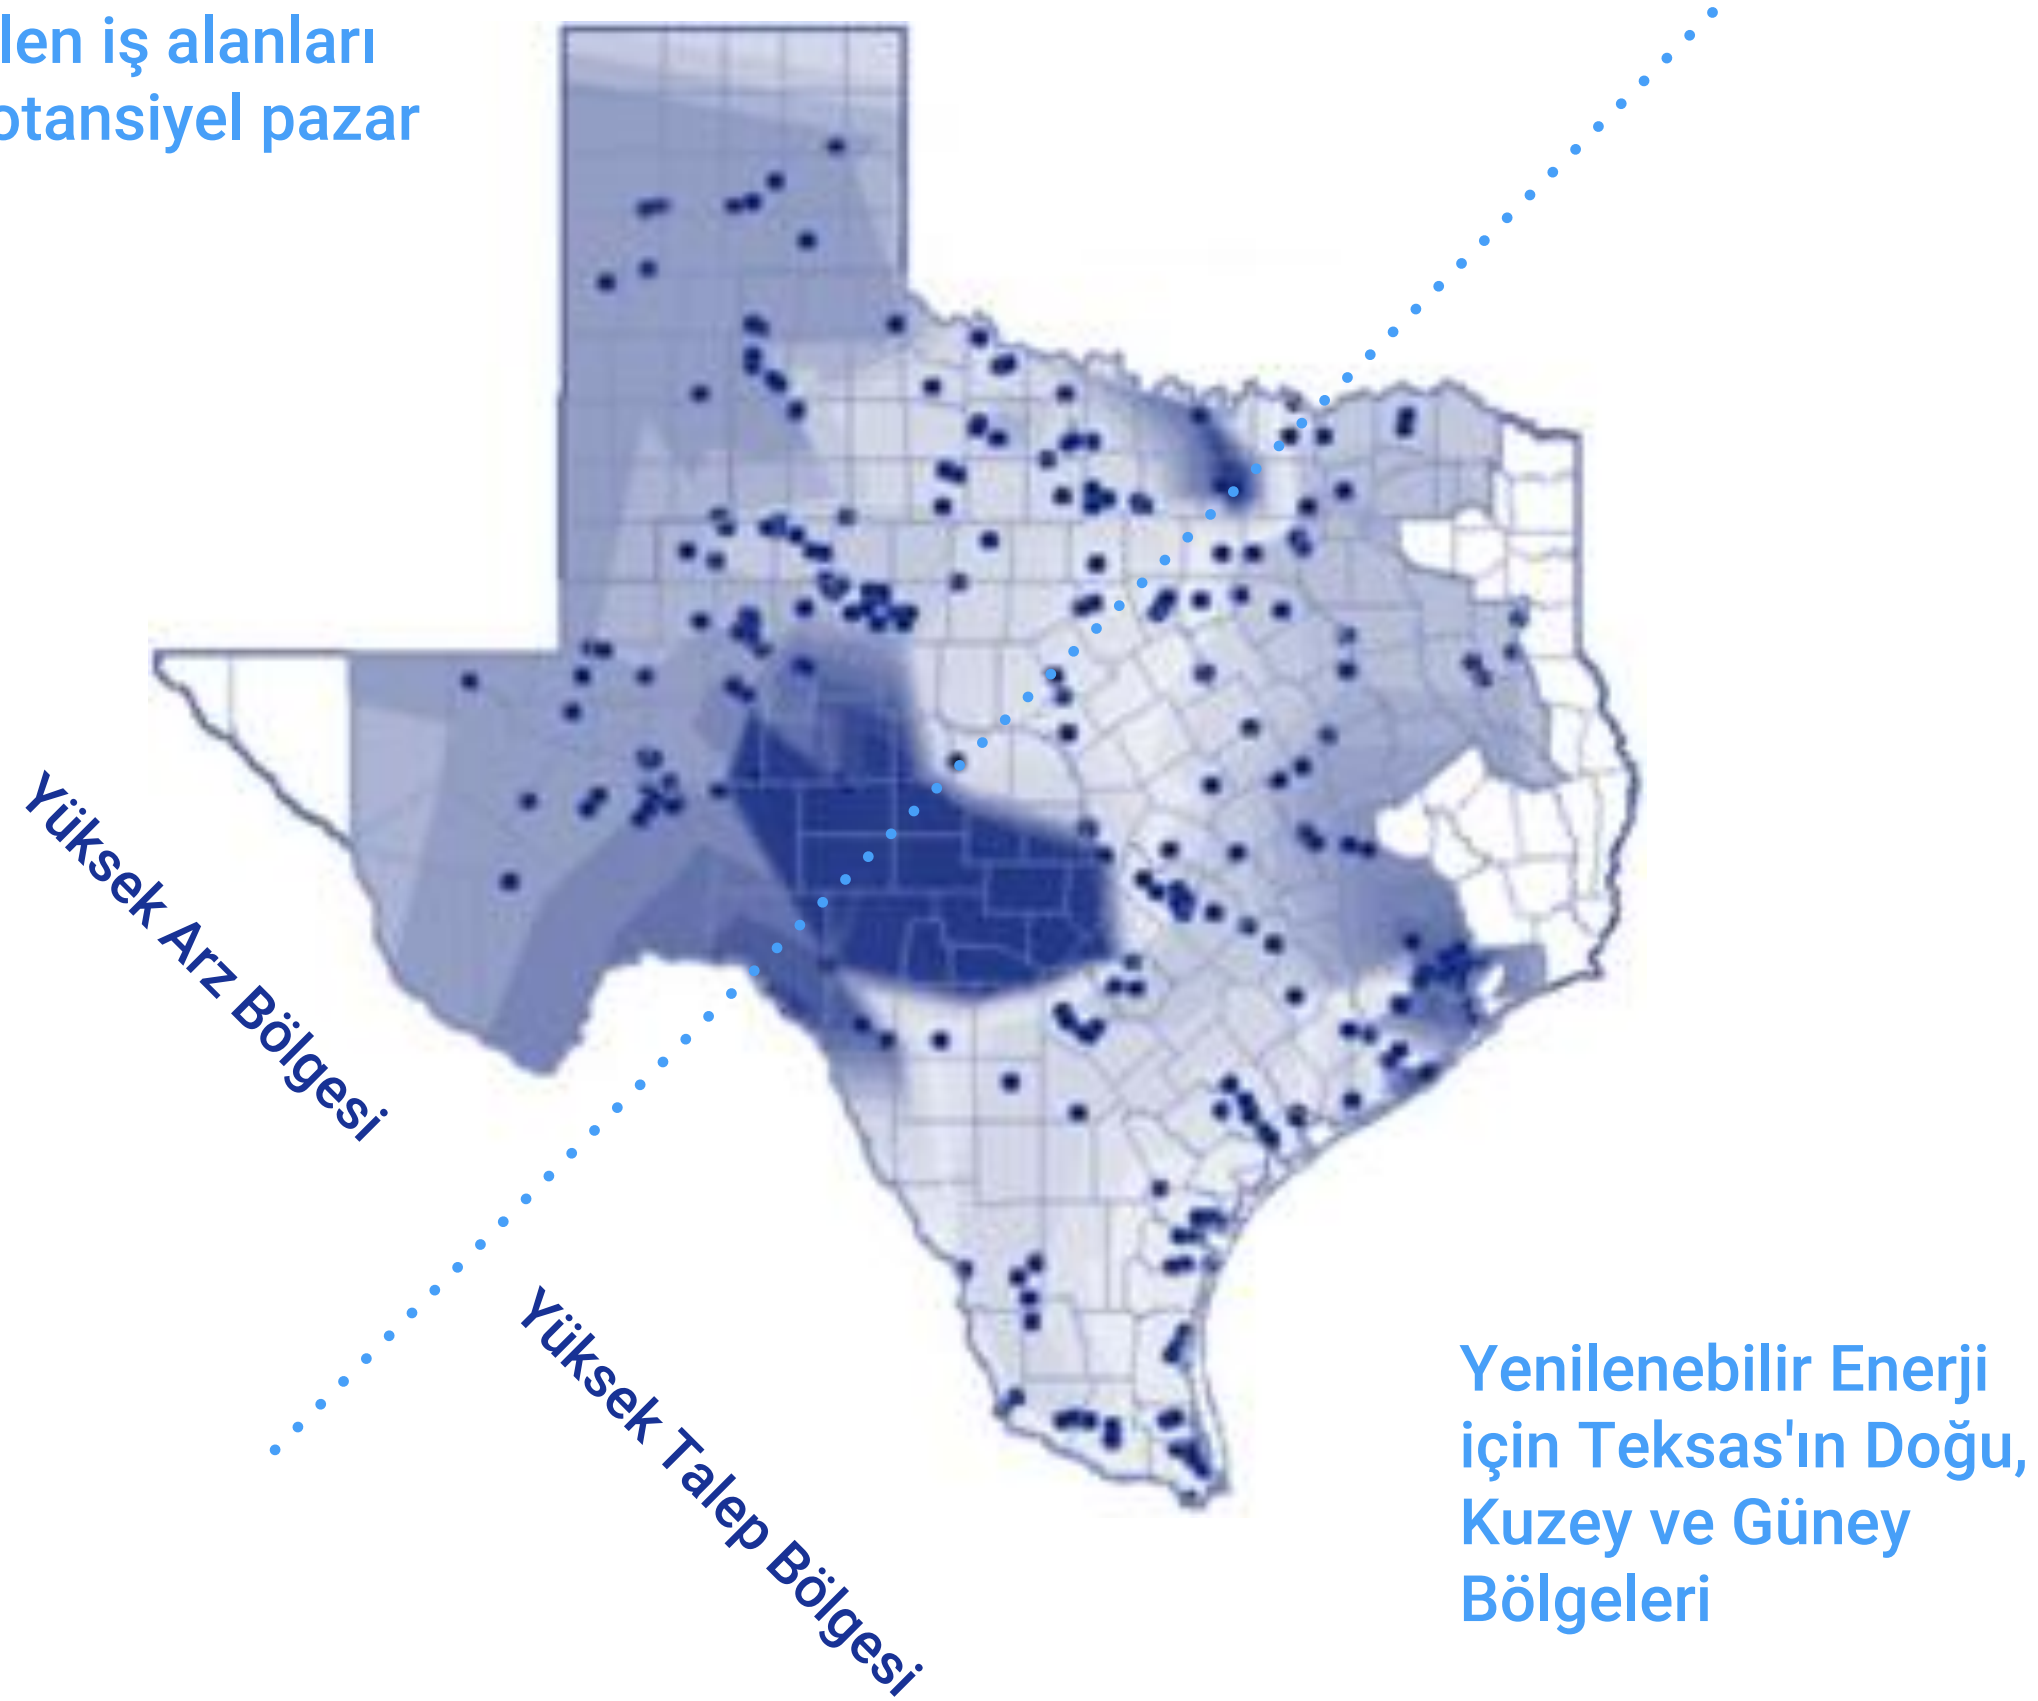 len iş alanları
otansiyel pazar
Yüksek Arz Bölgesi
Yüksek Talep Bölgesi
Yenilenebilir Enerji
için Teksas'ın Doğu,
Kuzey ve Güney
Bölgeleri